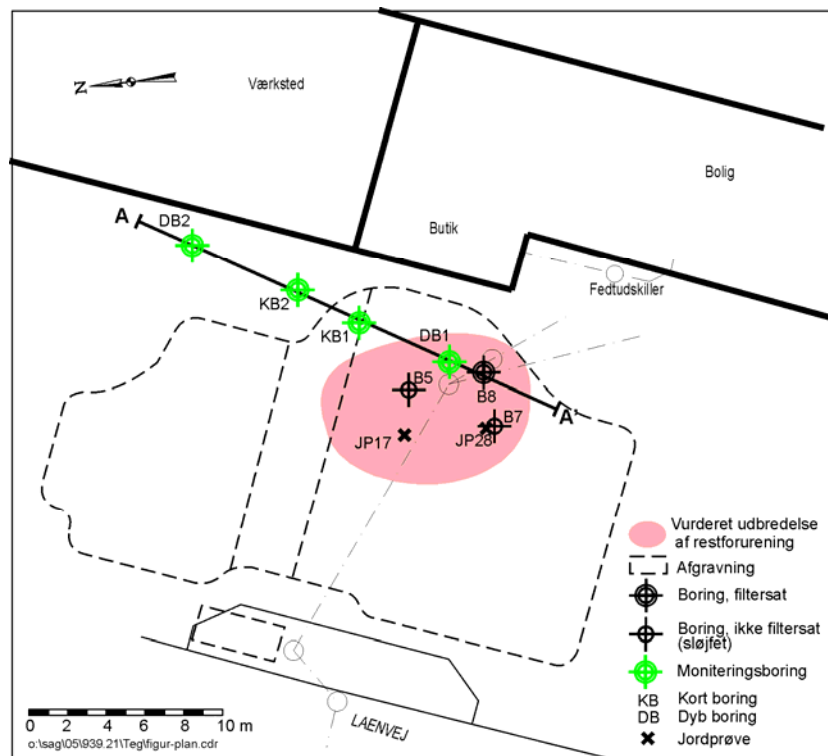 Værksted
N
Bolig
Butik
A
DB2
Fedtudskiller
KB2
KB1
DB1
B5
B8
A
B7
JP17
JP28
Vurderet udbredelse
af restforurening
Afgravning
Boring, filtersat
Boring, ikke filtersat
(sløjfet)
Moniteringsboring
KB Kort boring
DB Dyb boring
Jordprøve
LAENVEJ
0 2 4 6 8 10 m
o:\sag\05\939.21\Teg\figur-plan.cdr